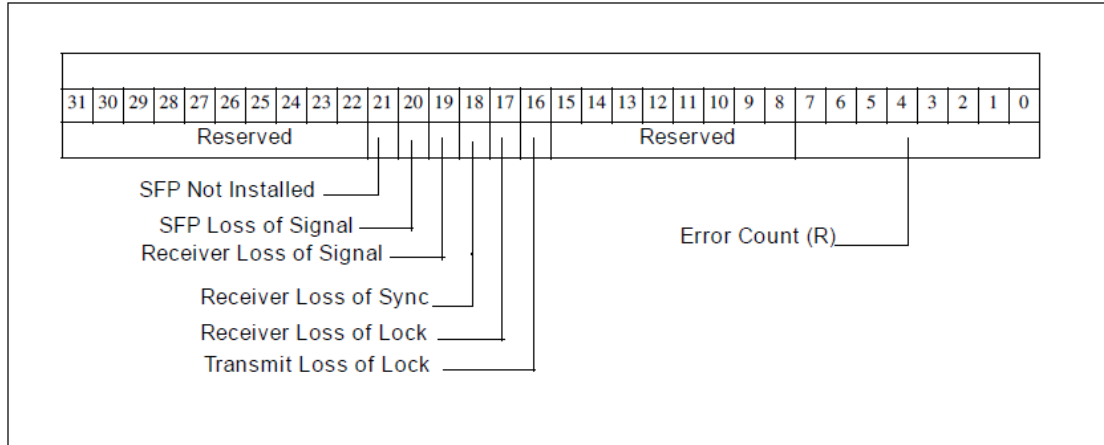 31 30 29 28 27 26 25 24 23 22 21 20 19 18 17 16 15 14 13 12 11 10 9 8 7 6 5 4 3 2 1 0
Reserved Reserved
SFP Not Installed
SFP Loss of Signal
Error Count (R)
Receiver Loss of Signal
Receiver Loss of Sync
Receiver Loss of Lock
Transmit Loss of Lock